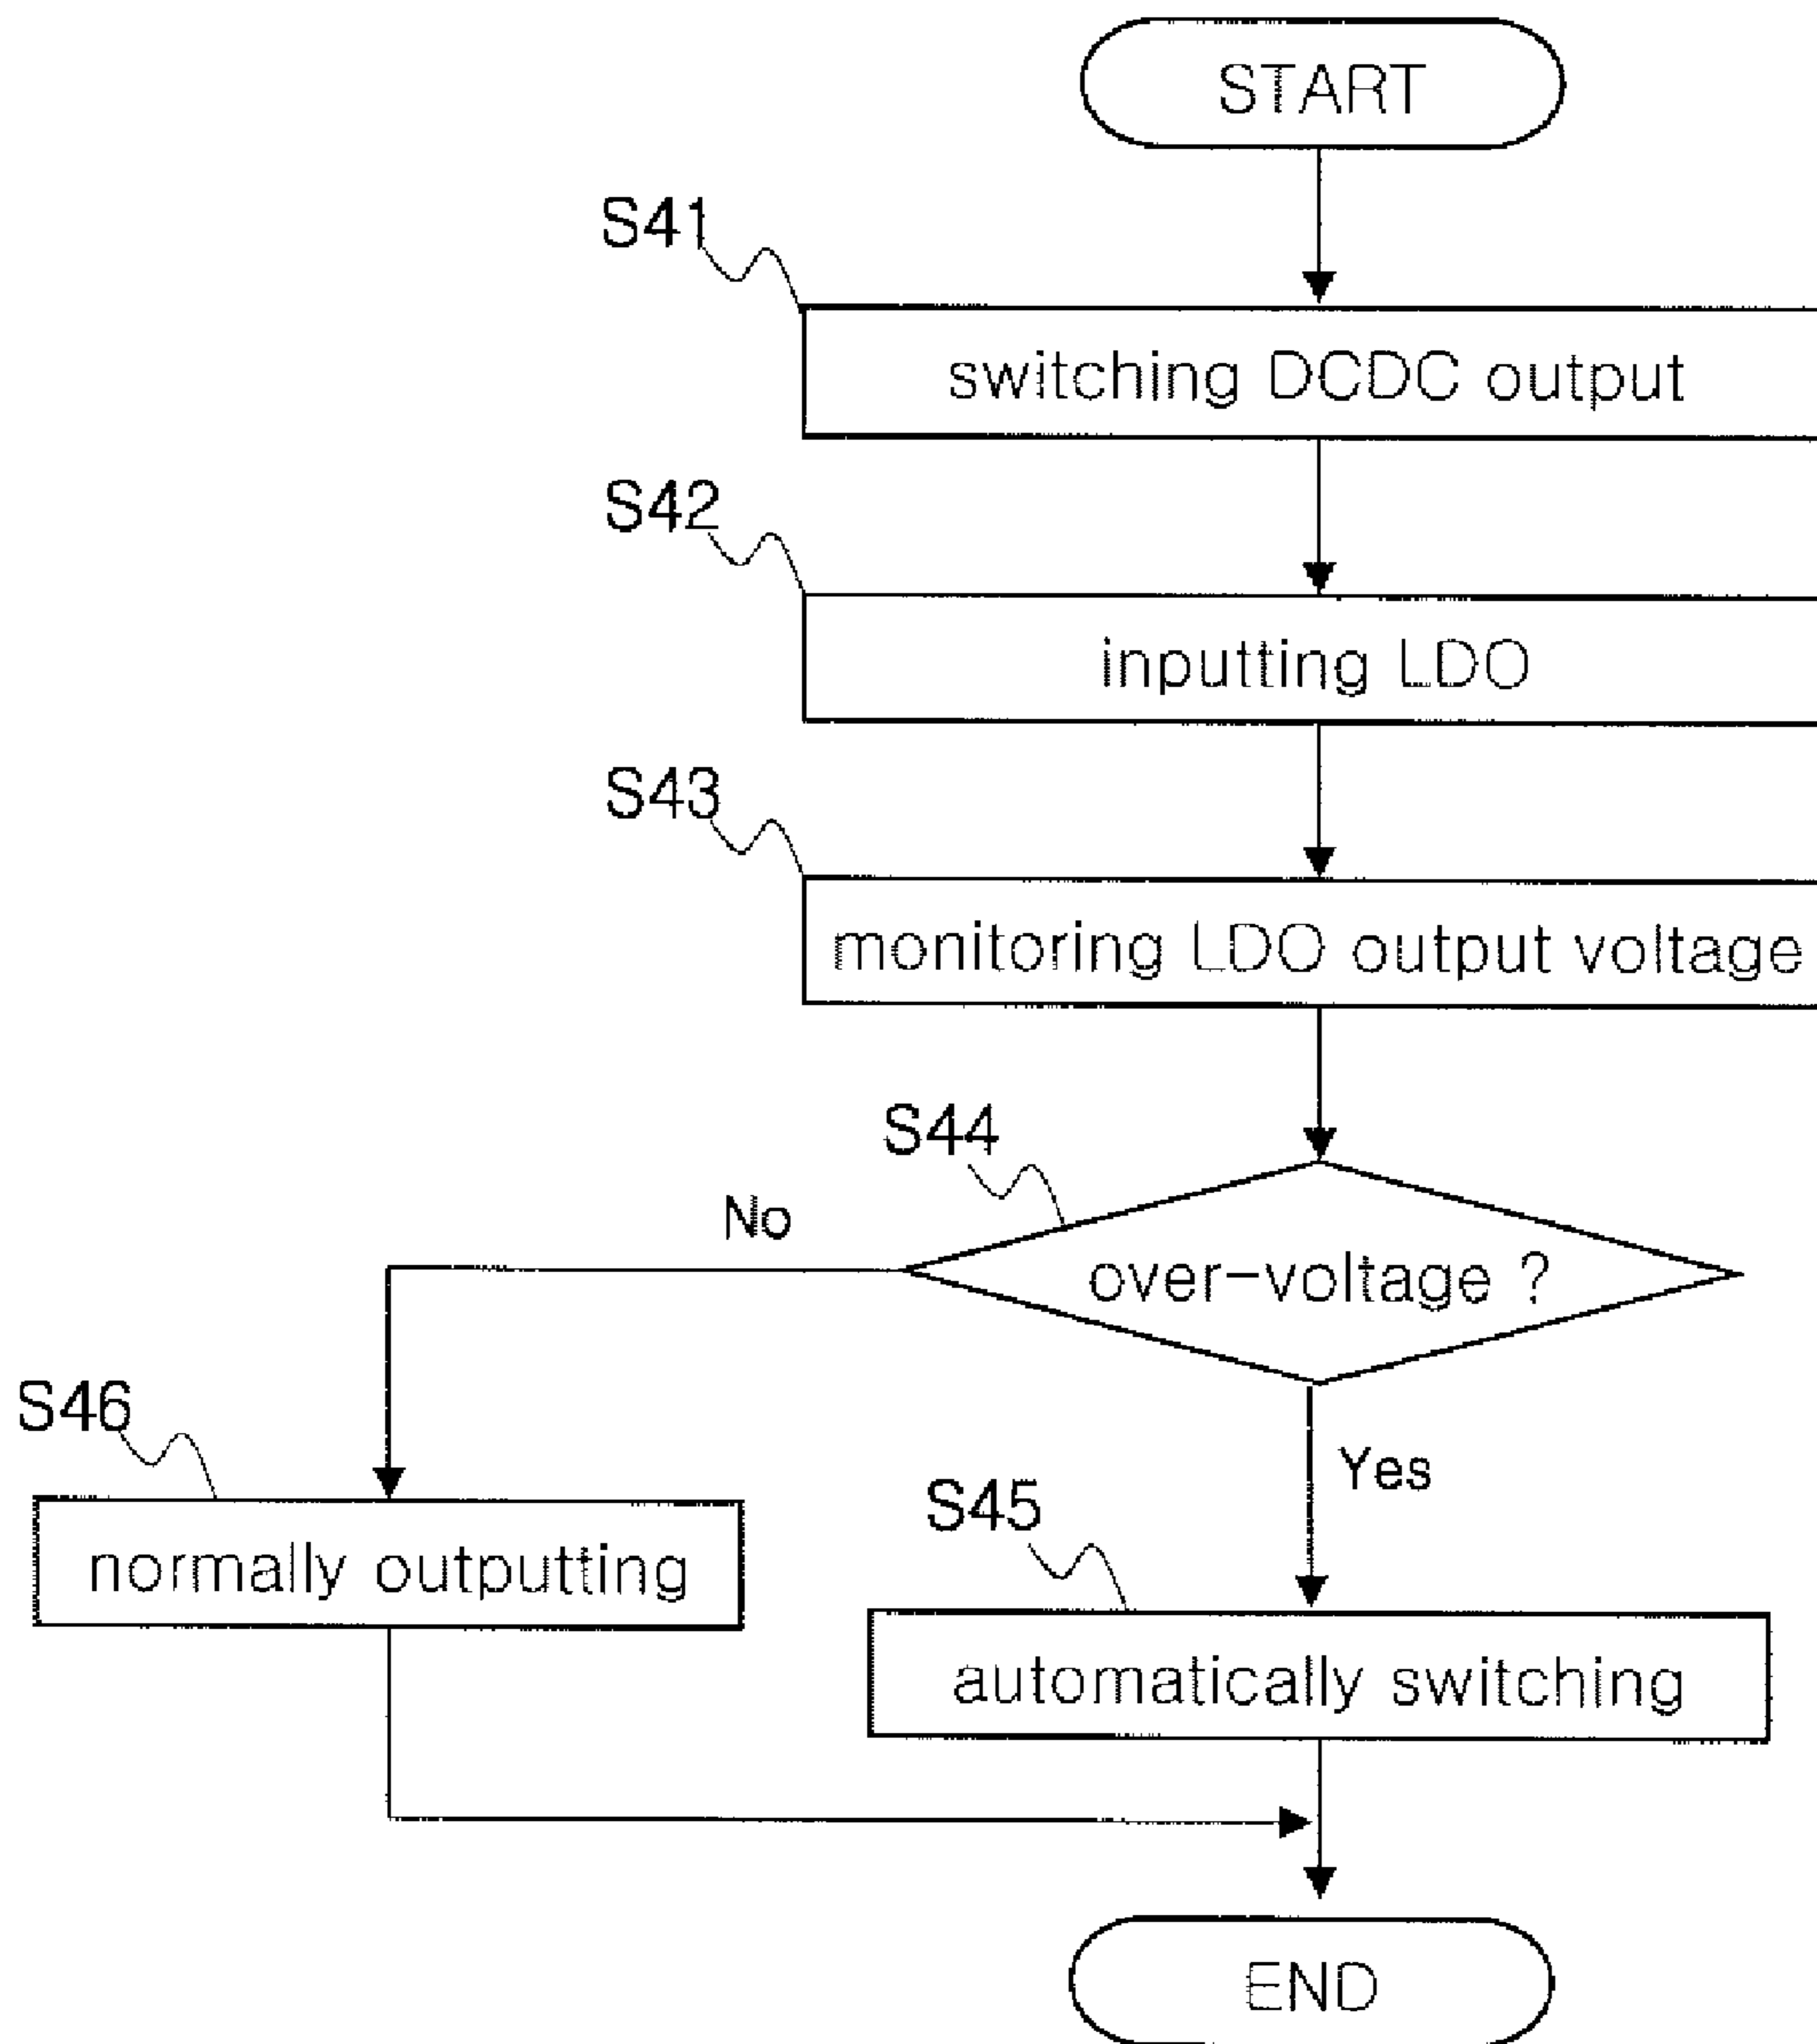 START
S41
switching DCDC output
S42
inputting LDO
S43
monitoring LDO output voltage
S44
No
over-voltage ?
S46
Yes
normally outputting
S45
automatically switching
END